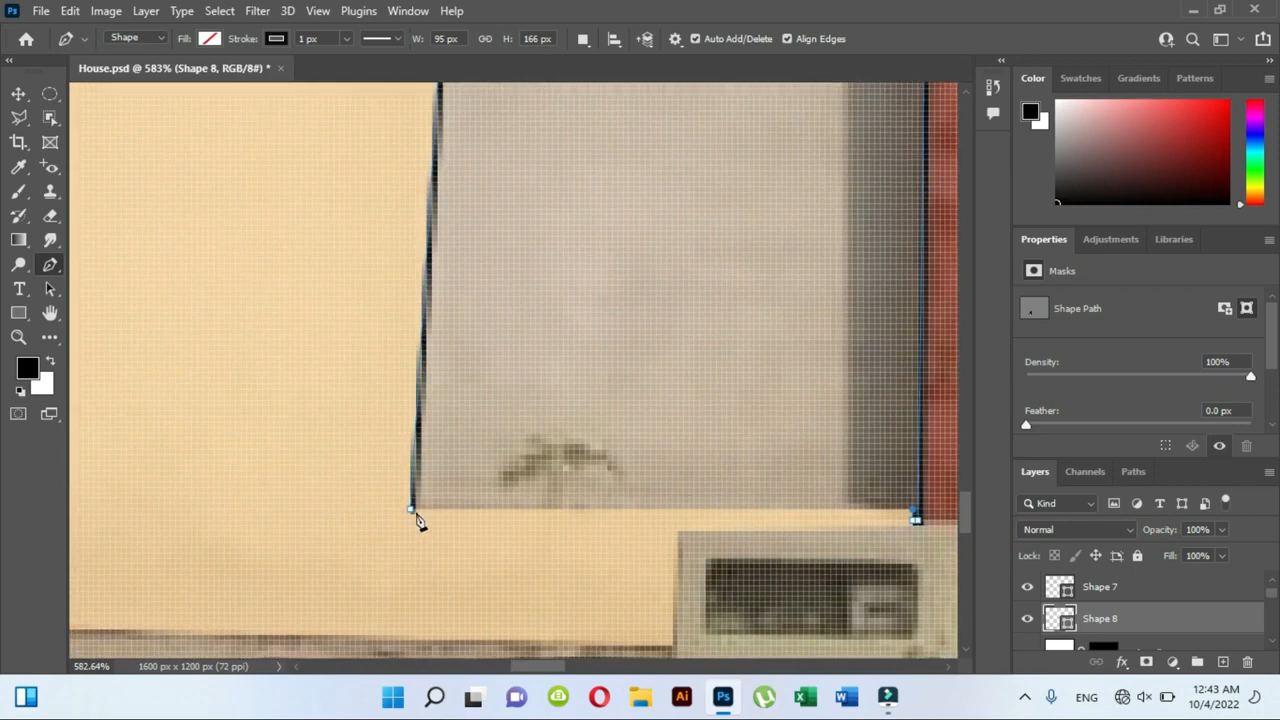 Ps File Edit Image Layer Type Select Filter 3D View Plugins Window Help
Shape Fill: Stroke: 1 px W: 95 px H: 166 px Auto Add/Delete Align Edges
House.psd @ 583% (Shape 8, RGB/8#) *
Color Swatches Gradients Patterns
Properties Adjustments Libraries
Masks
Shape Path
Density: 100%
Feather: 0.0 px
Layers Channels Paths
Kind
Normal Opacity: 100%
Lock: Fill: 100%
Shape 7
Shape 8
582.64% 1600 px x 1200 px (72 ppi)
Ai Ps ENG 12:43 AM
10/4/2022